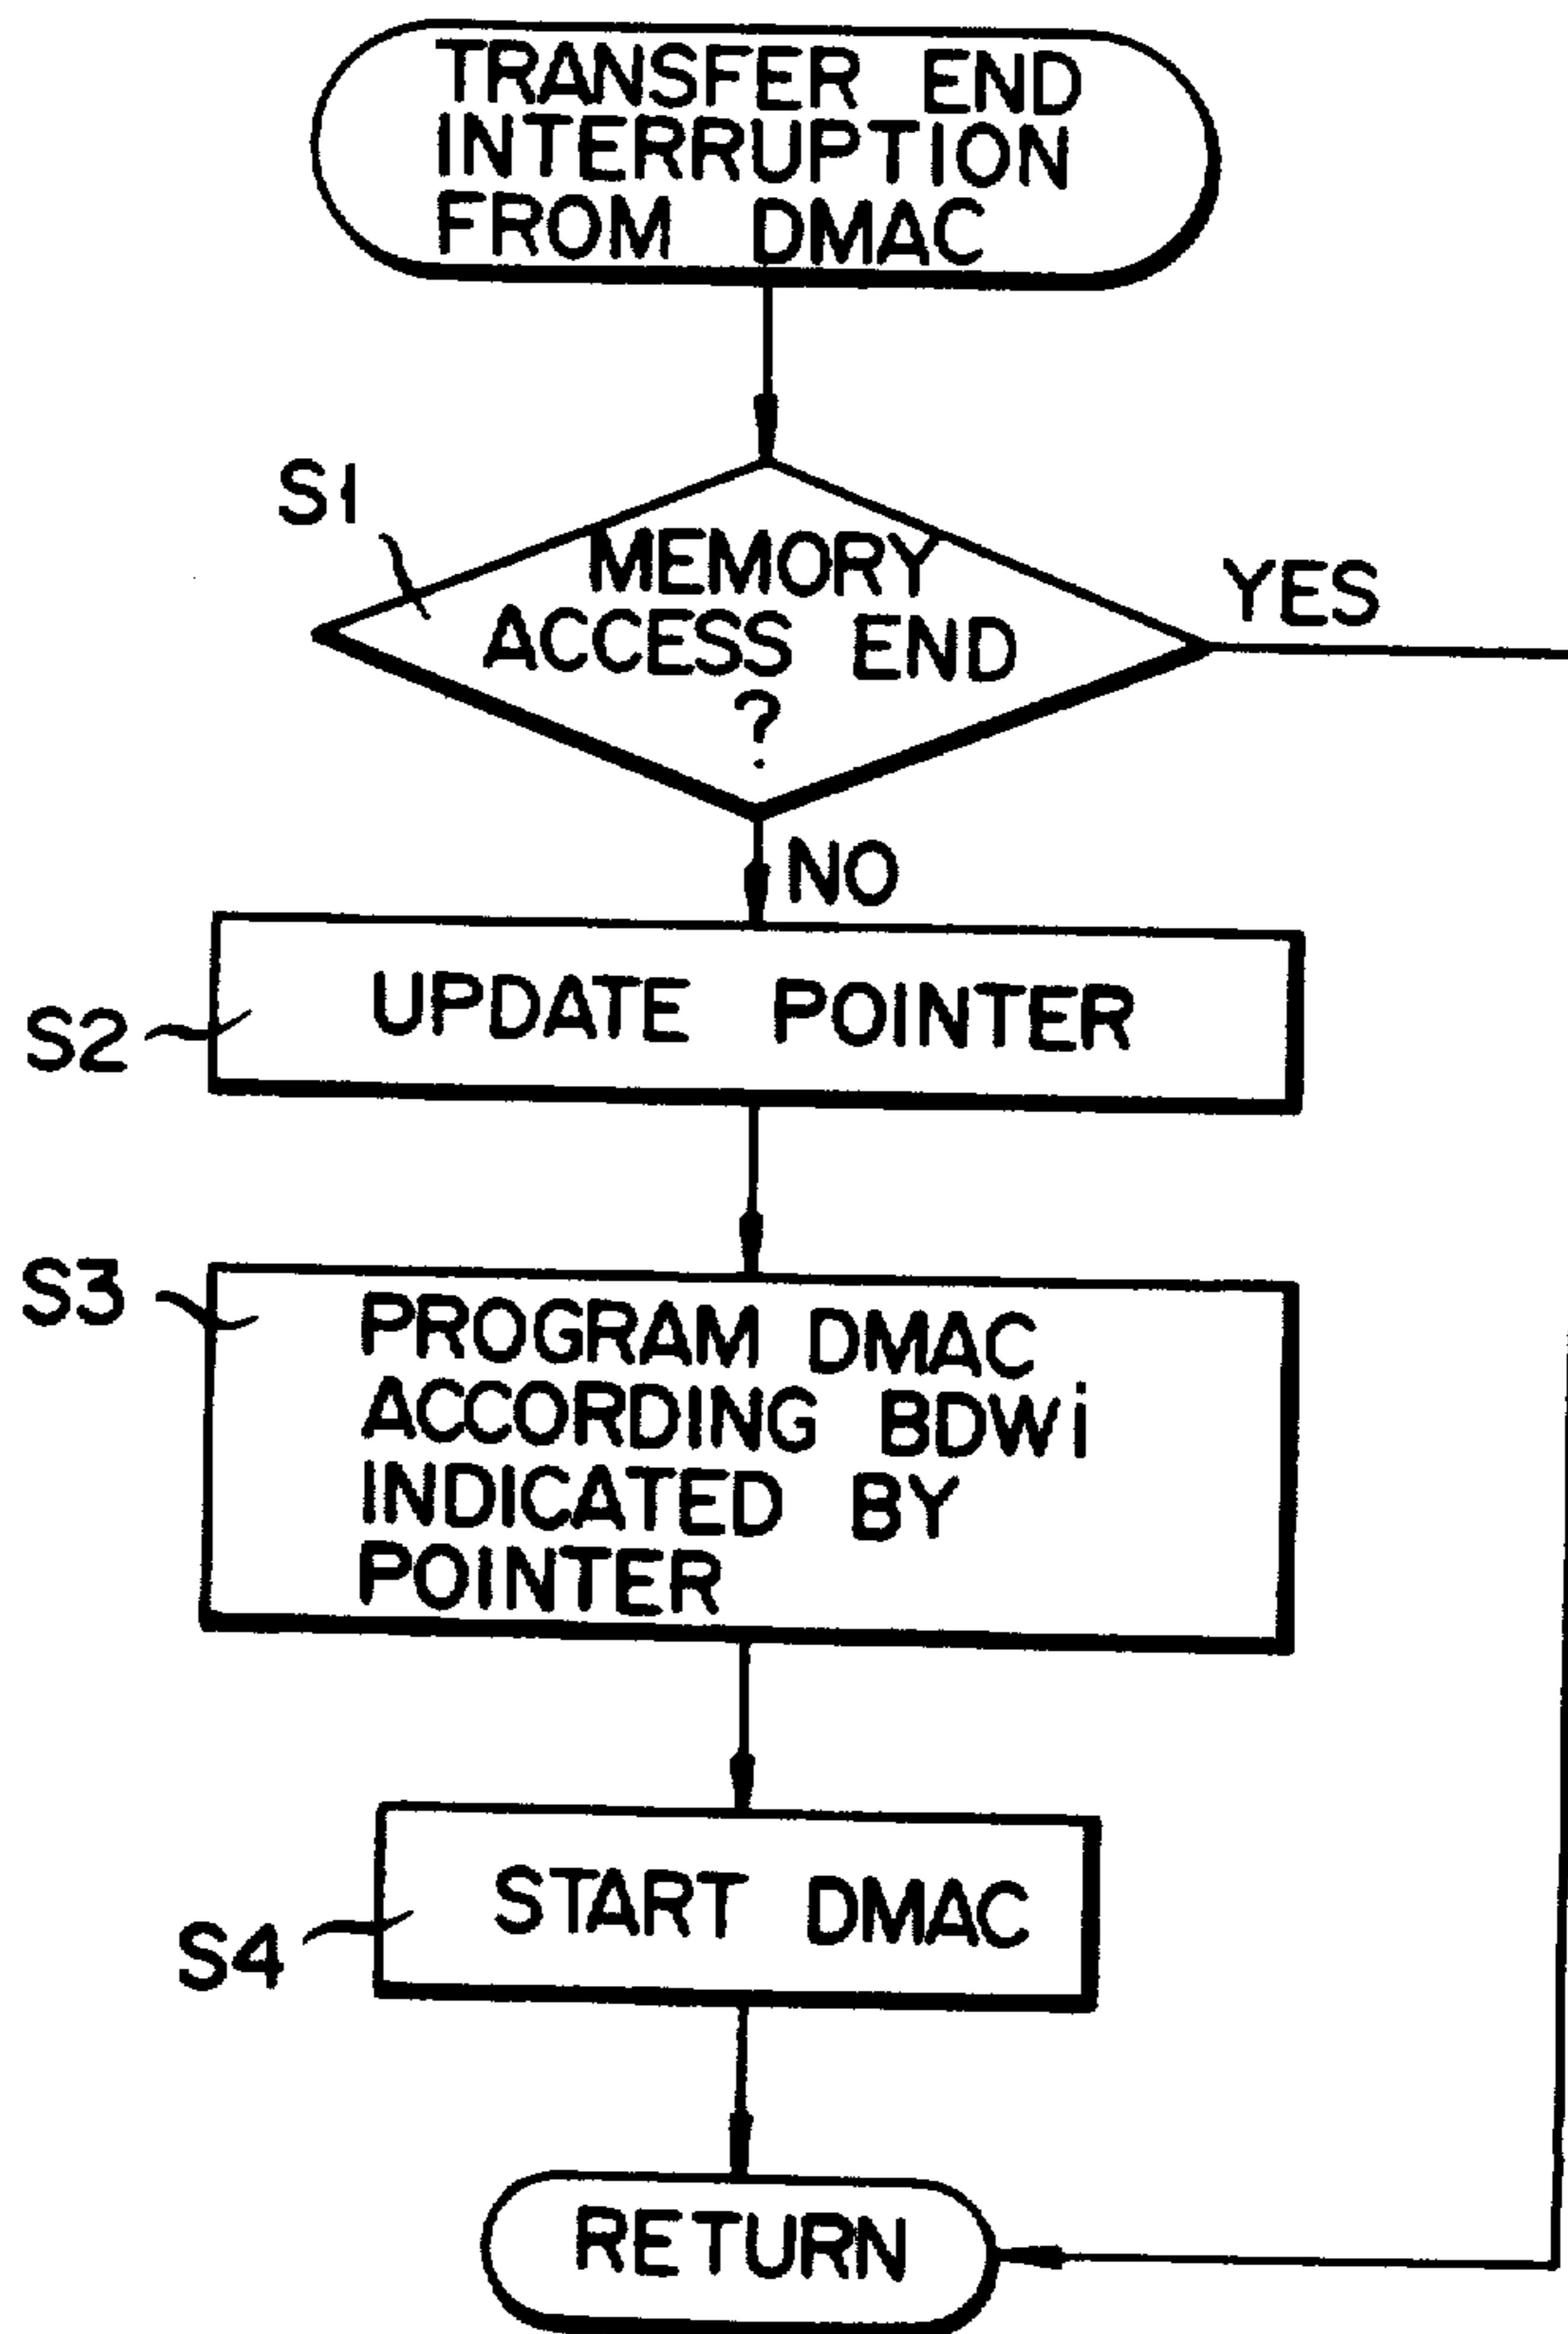 TRANSFER END
INTERRUPTION
FROM DMAC
S1
MEMORY
ACCESS END
?
YES
NO
S2
UPDATE POINTER
S3
PROGRAM DMAC
ACCORDING BDWi
INDICATED BY
POINTER
S4
START DMAC
RETURN